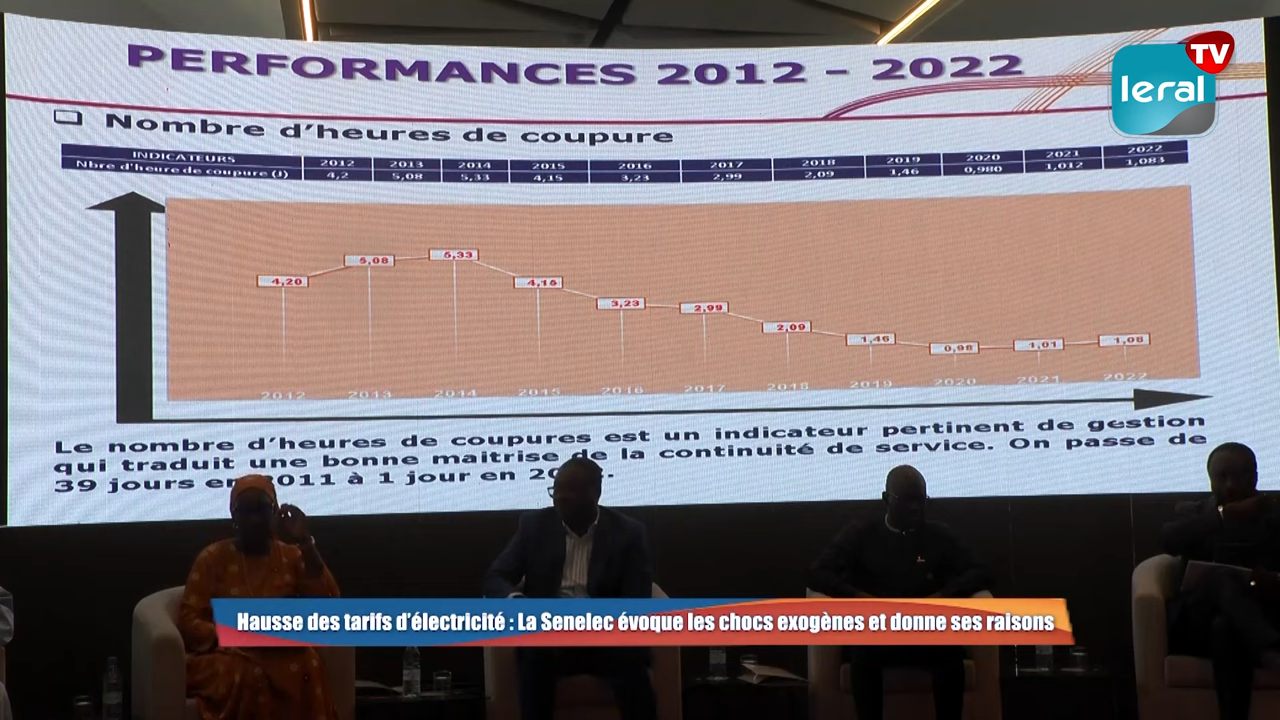 PERFORMANCES 2012 – 2022
leral TV
❑ Nombre d'heures de coupure
INDICATEURS 2012 2013 2014 2015 2016 2017 2018 2019 2020 2021 2022
Nbre d'heure de coupure (J) 4,2 5,08 5,33 4,15 3,23 2,99 2,09 1,46 0,980 1,012 1,083
4,20 5,08 5,33 4,15 3,23 2,99 2,09 1,46 0,98 1,01 1,08
2012 2013 2014 2015 2016 2017 2018 2019 2020 2021 2022
Le nombre d'heures de coupures est un indicateur pertinent de gestion
qui traduit une bonne maitrise de la continuité de service. On passe de
39 jours en 2011 à 1 jour en
Hausse des tarifs d'électricité : La Senelec évoque les chocs exogènes et donne ses raisons